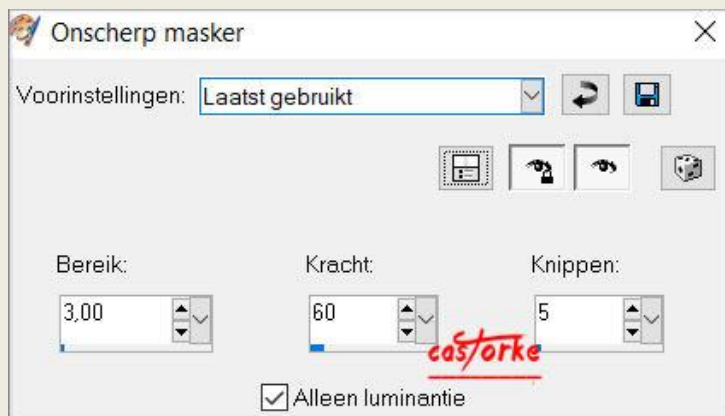 Onscherp masker
Voorinstellingen: Laatst gebruikt
Bereik: Kracht: Knippen:
3,00 60 5
castorke
Alleen luminantie